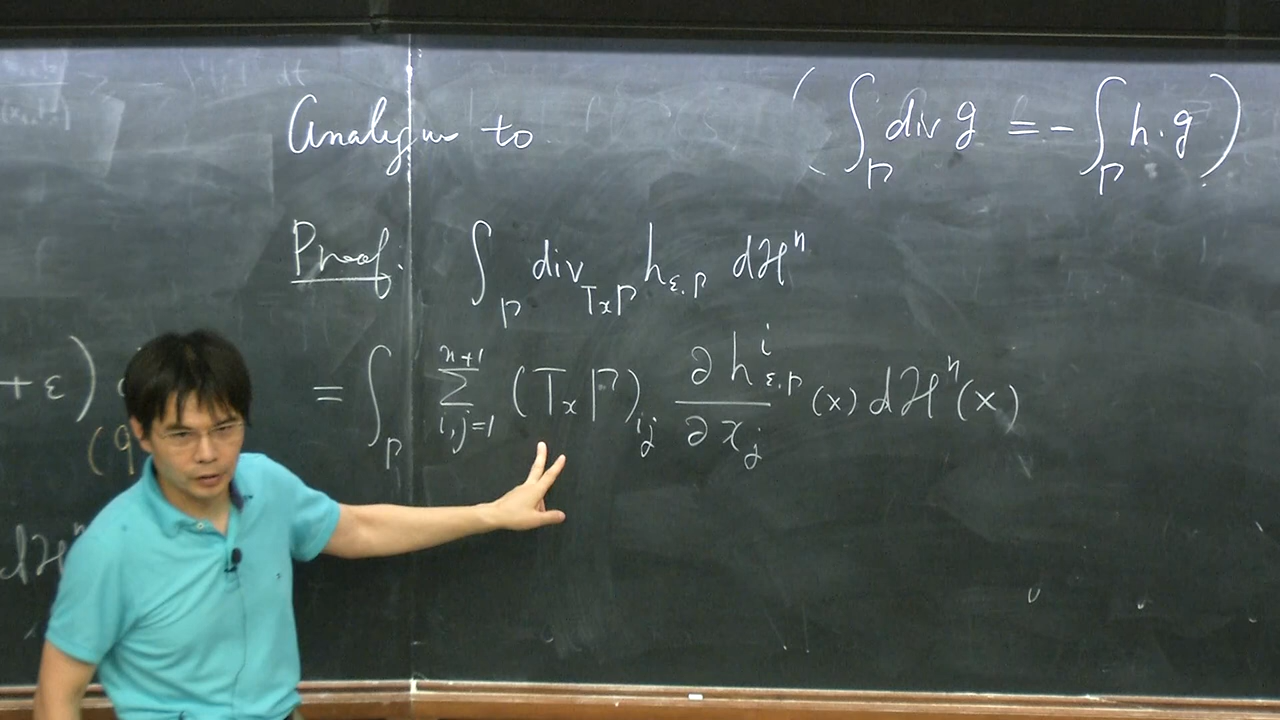 Analogue to (∫_Γ div g = -∫_Γ h·g)
Proof. ∫_Γ div_{T_xΓ} h_{ε,Γ} dℋ^n
= ∫_Γ Σ_{i,j=1}^{n+1} (T_xΓ)_{ij} ∂h^i_{ε,Γ}/∂x_j (x) dℋ^n(x)
+ε)
(9
dℋ^n